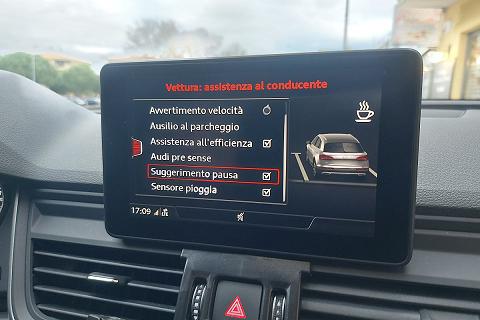 Vettura: assistenza al conducente
Avvertimento velocità
Ausilio al parcheggio
Assistenza all'efficienza
Audi pre sense
Suggerimento pausa
Sensore pioggia
17:09